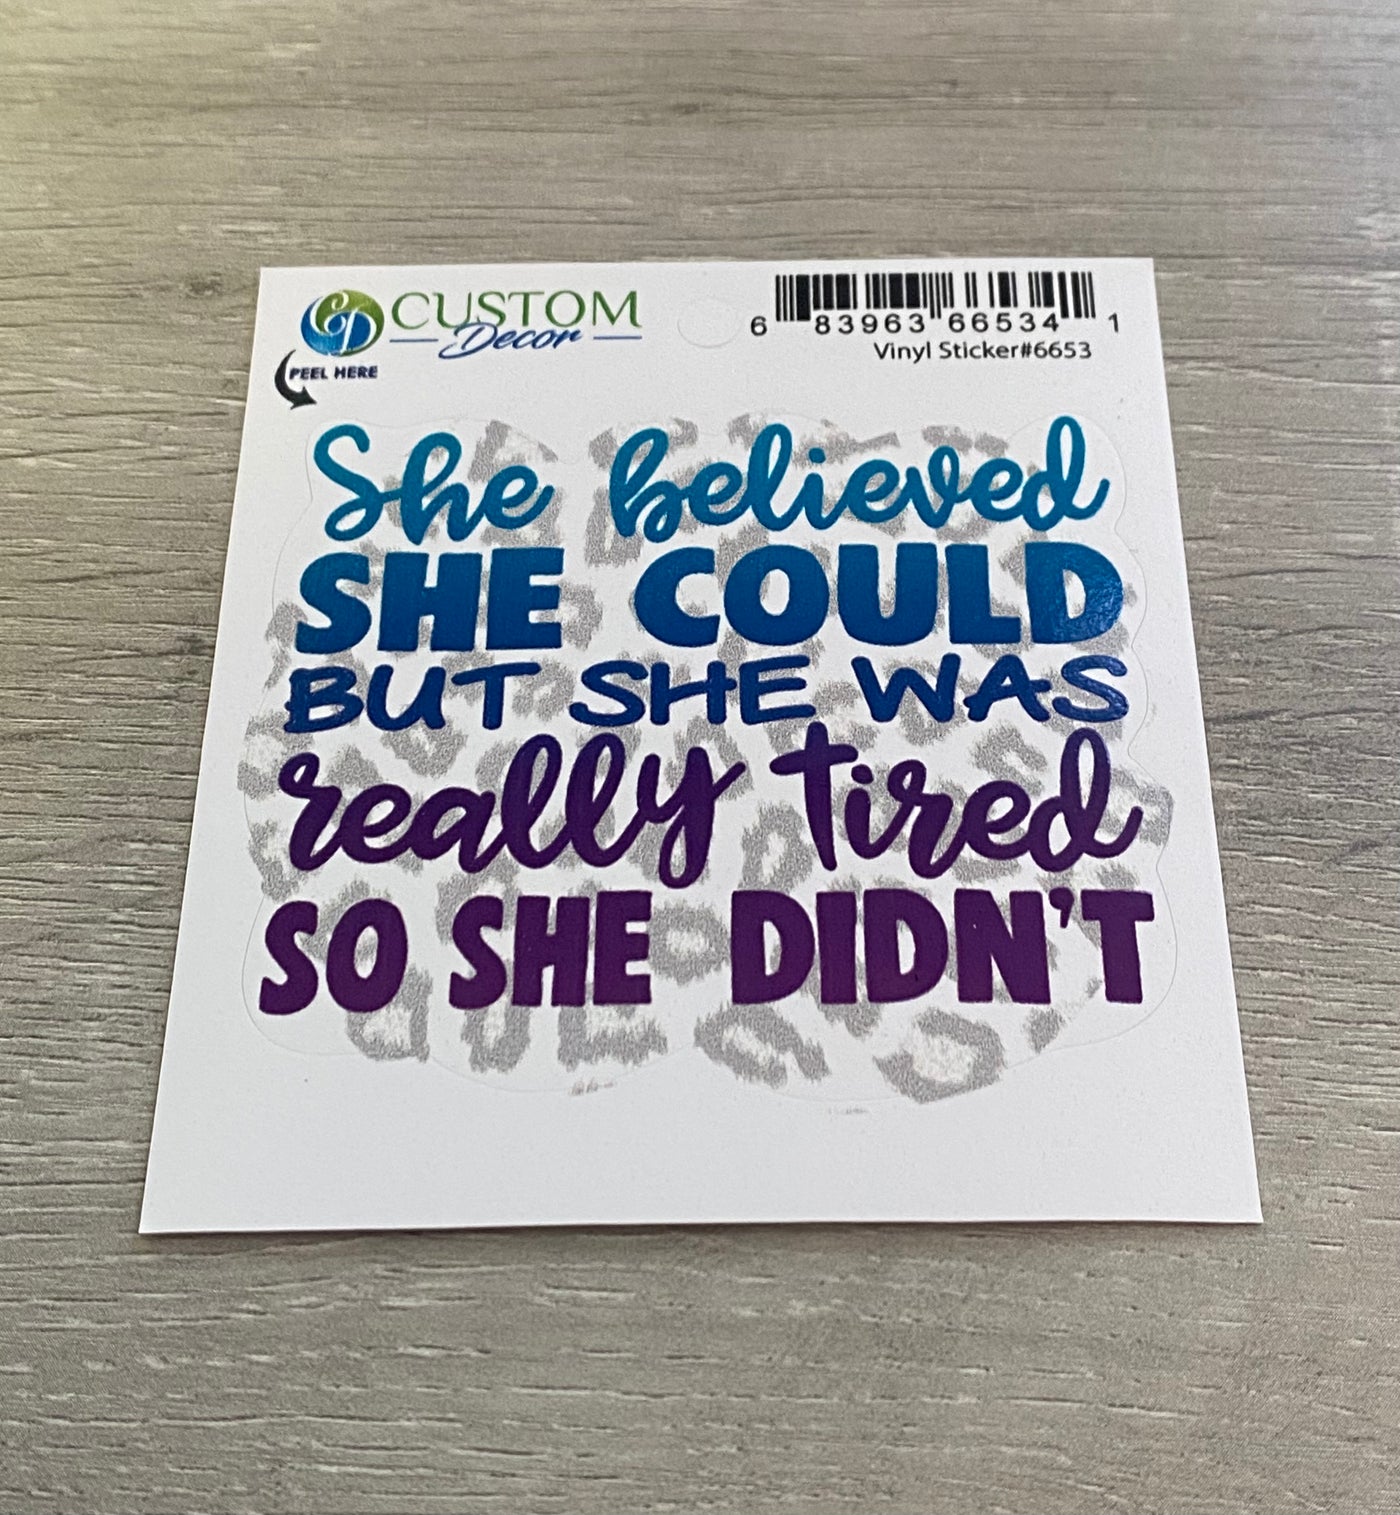 CUSTOM
Decor
PEEL HERE
6 83963 66534 1
Vinyl Sticker#6653
She believed
SHE COULD
BUT SHE WAS
really tired
SO SHE DIDN'T